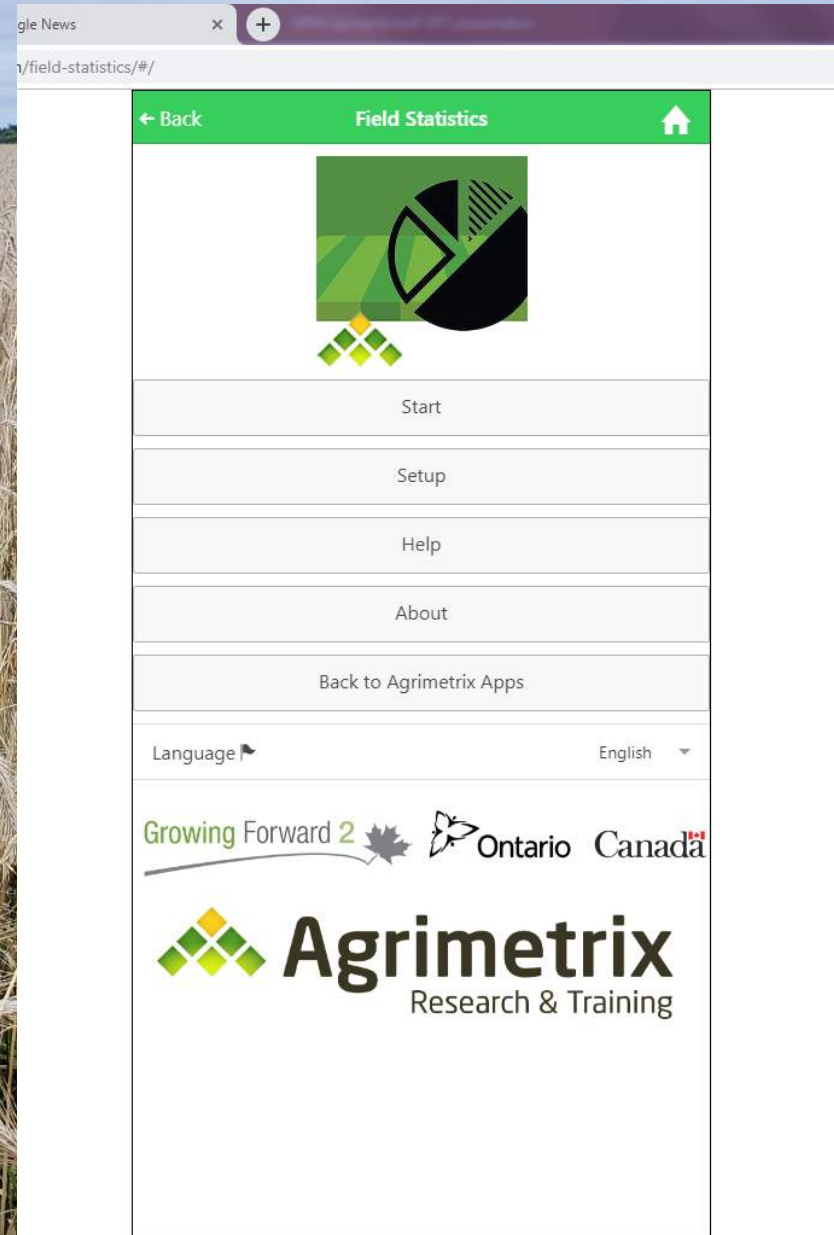 gle News
/field-statistics/#/
Back
Field Statistics
Start
Setup
Help
About
Back to Agrimetrix Apps
Language
English
Growing Forward 2
Ontario
Canada
Agrimetrix
Research & Training